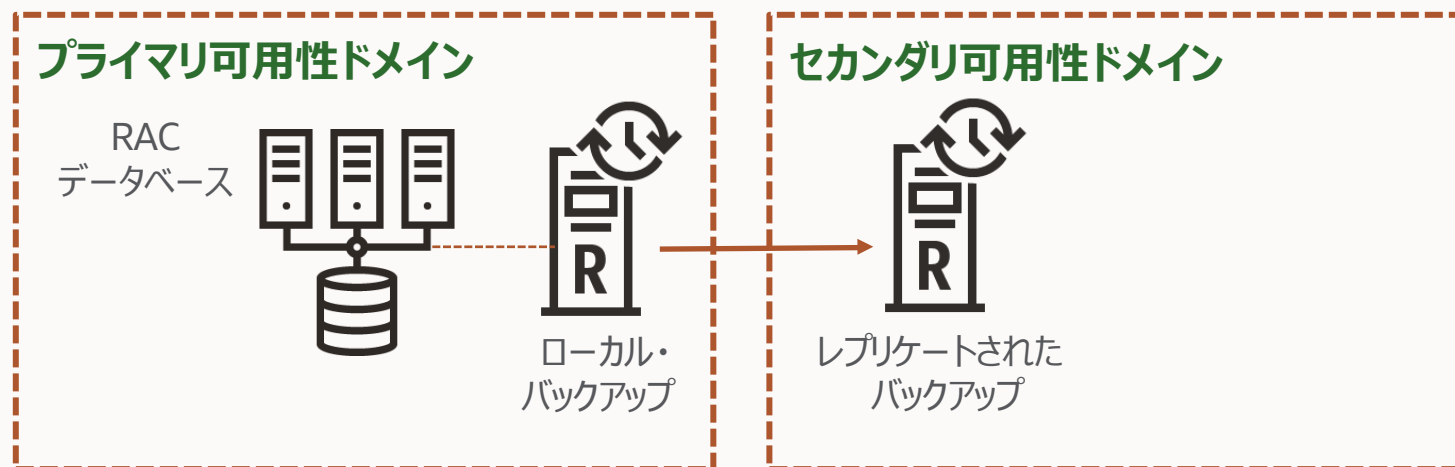 プライマリ可用性ドメイン
RAC
データベース
R
ローカル・
バックアップ
セカンダリ可用性ドメイン
R
レプリケートされた
バックアップ